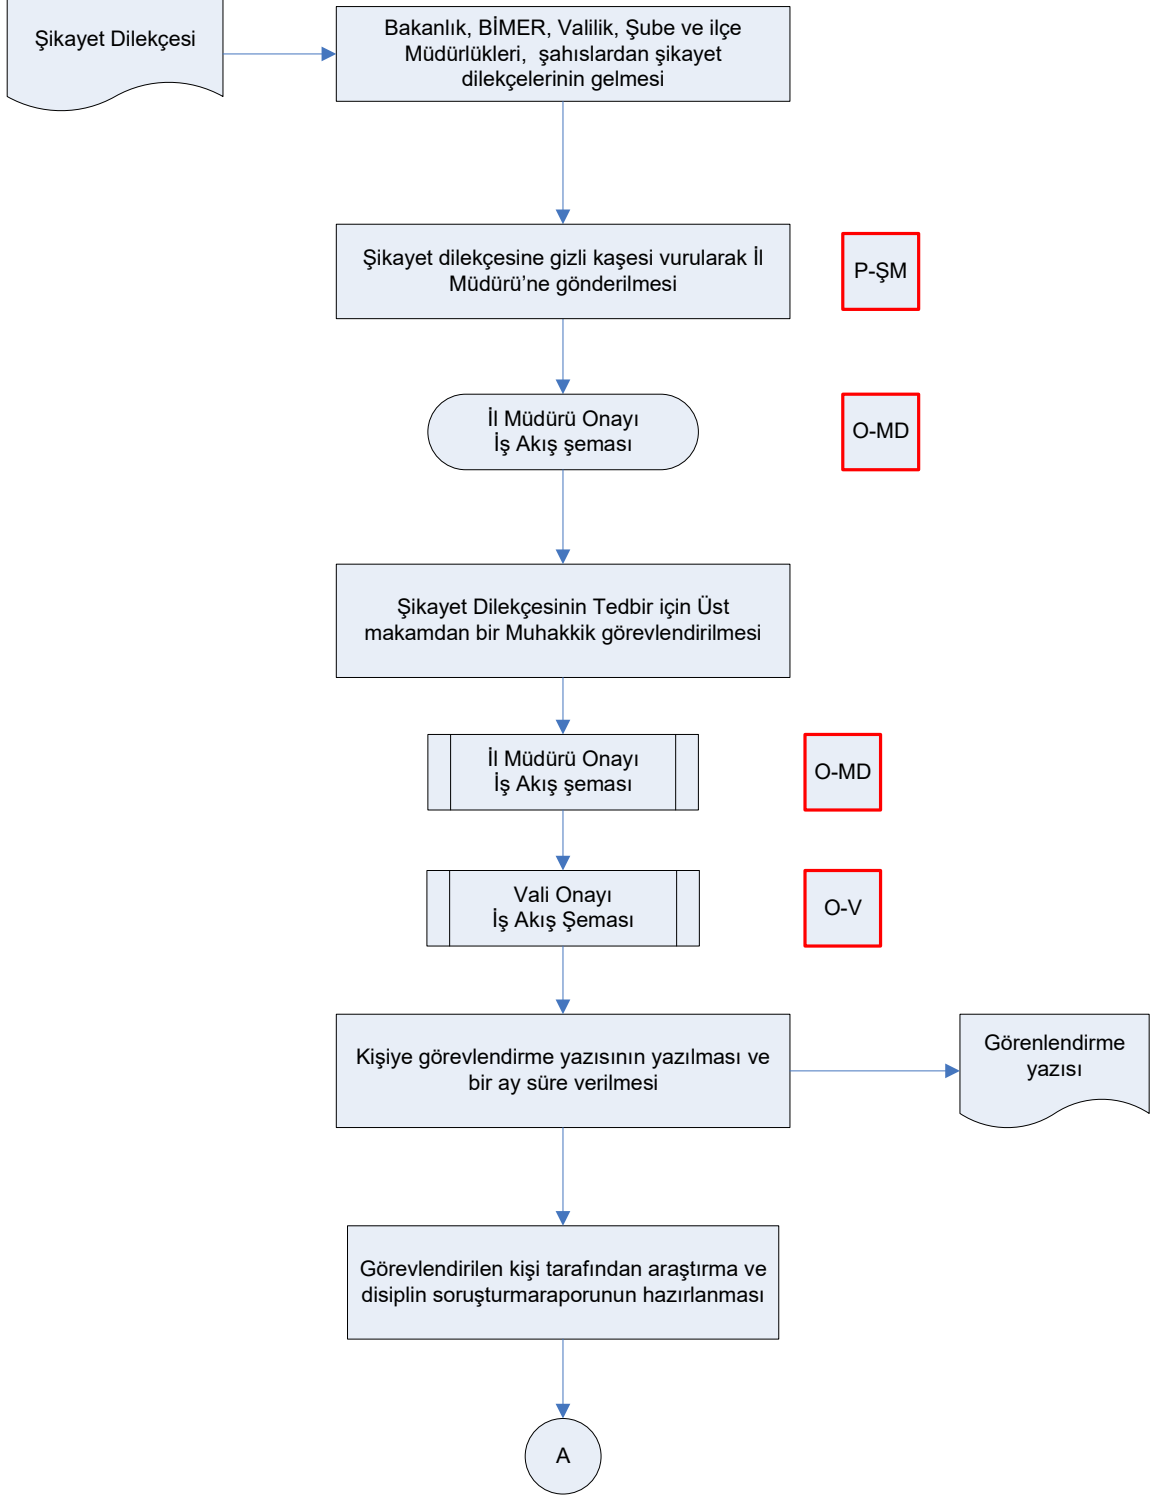 Şikayet Dilekçesi
Bakanlık, BİMER, Valilik, Şube ve ilçe
Müdürlükleri,  şahıslardan şikayet
dilekçelerinin gelmesi
Şikayet dilekçesine gizli kaşesi vurularak İl
Müdürü’ne gönderilmesi
P-ŞM
İl Müdürü Onayı
İş Akış şeması
O-MD
Şikayet Dilekçesinin Tedbir için Üst
makamdan bir Muhakkik görevlendirilmesi
İl Müdürü Onayı
İş Akış şeması
O-MD
Vali Onayı
İş Akış Şeması
O-V
Kişiye görevlendirme yazısının yazılması ve
bir ay süre verilmesi
Görenlendirme
yazısı
Görevlendirilen kişi tarafından araştırma ve
disiplin soruşturmaraporunun hazırlanması
A